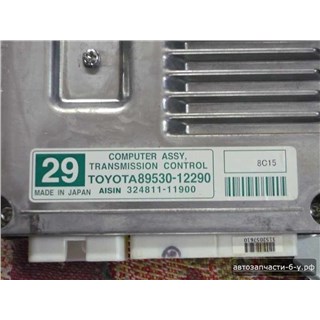 29
COMPUTER ASSY,
TRANSMISSION CONTROL
TOYOTA89530-12290
MADE IN JAPAN
AISIN 324811-11900
8C15
автозапчасти-б-у.рф